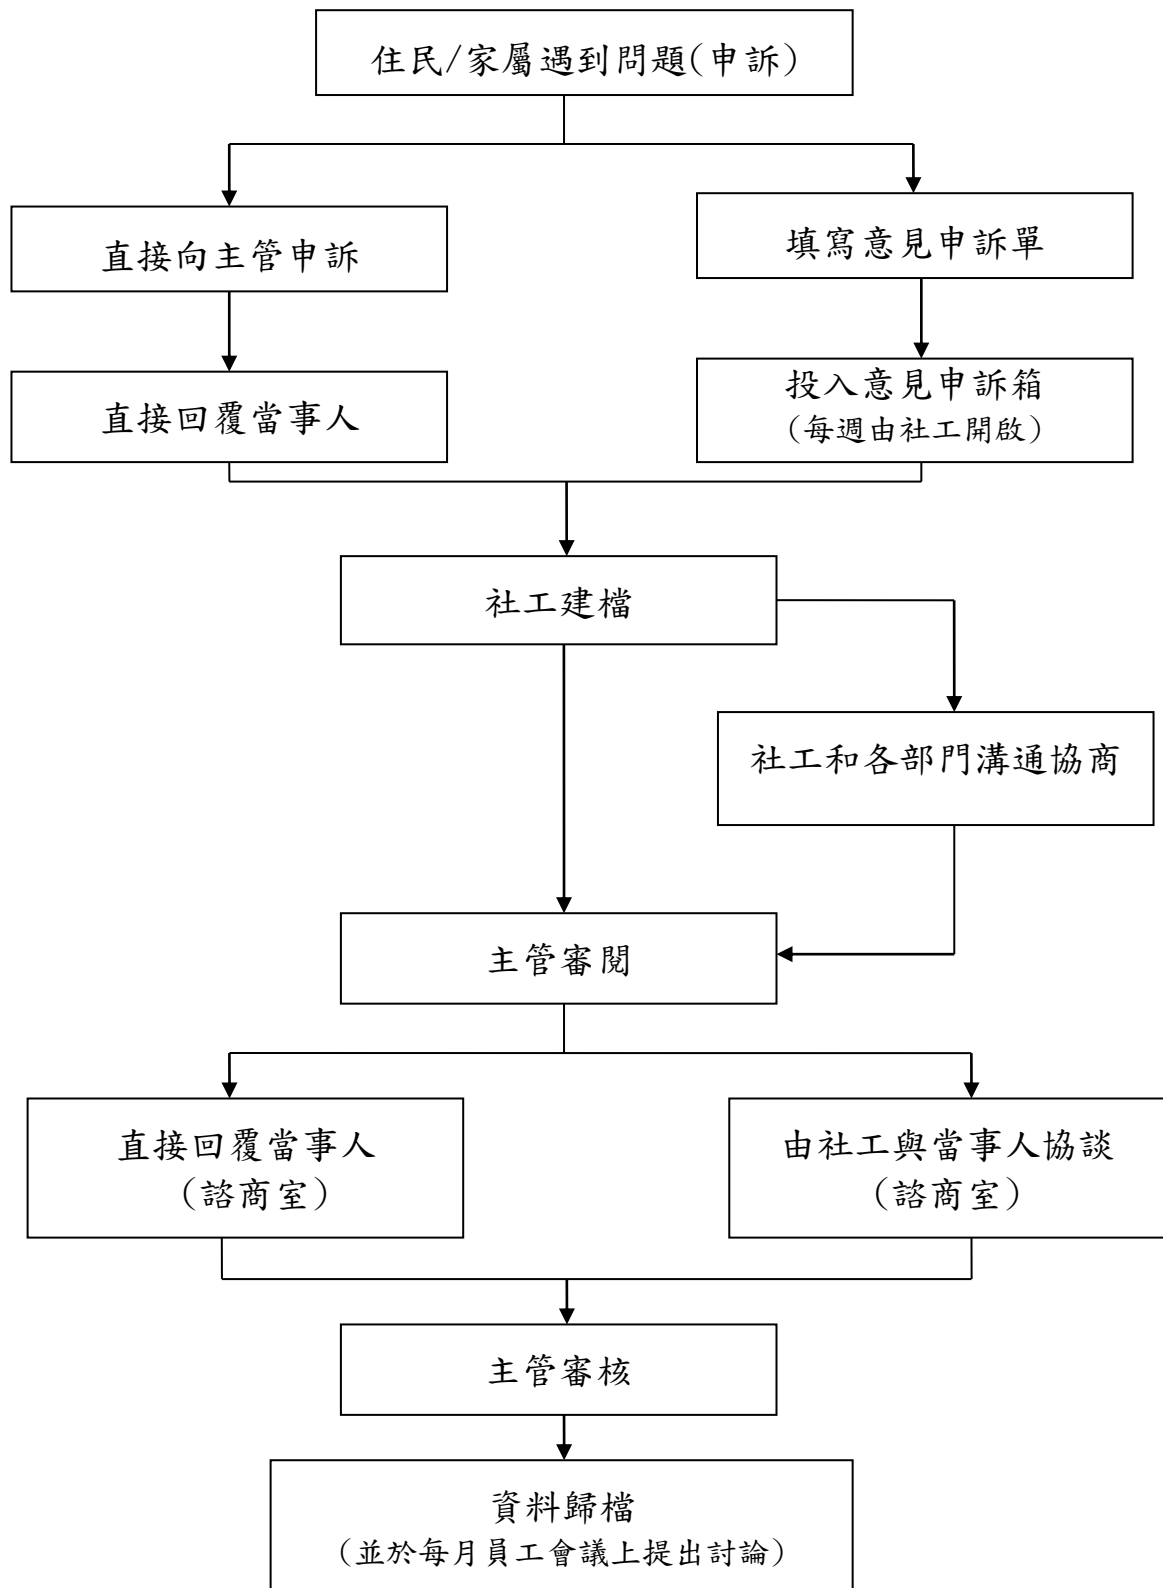 住民/家屬遇到問題(申訴)
直接向主管申訴
填寫意見申訴單
直接回覆當事人
投入意見申訴箱
(每週由社工開啟)
社工建檔
社工和各部門溝通協商
主管審閱
直接回覆當事人
(諮商室)
由社工與當事人協談
(諮商室)
主管審核
資料歸檔
(並於每月員工會議上提出討論)